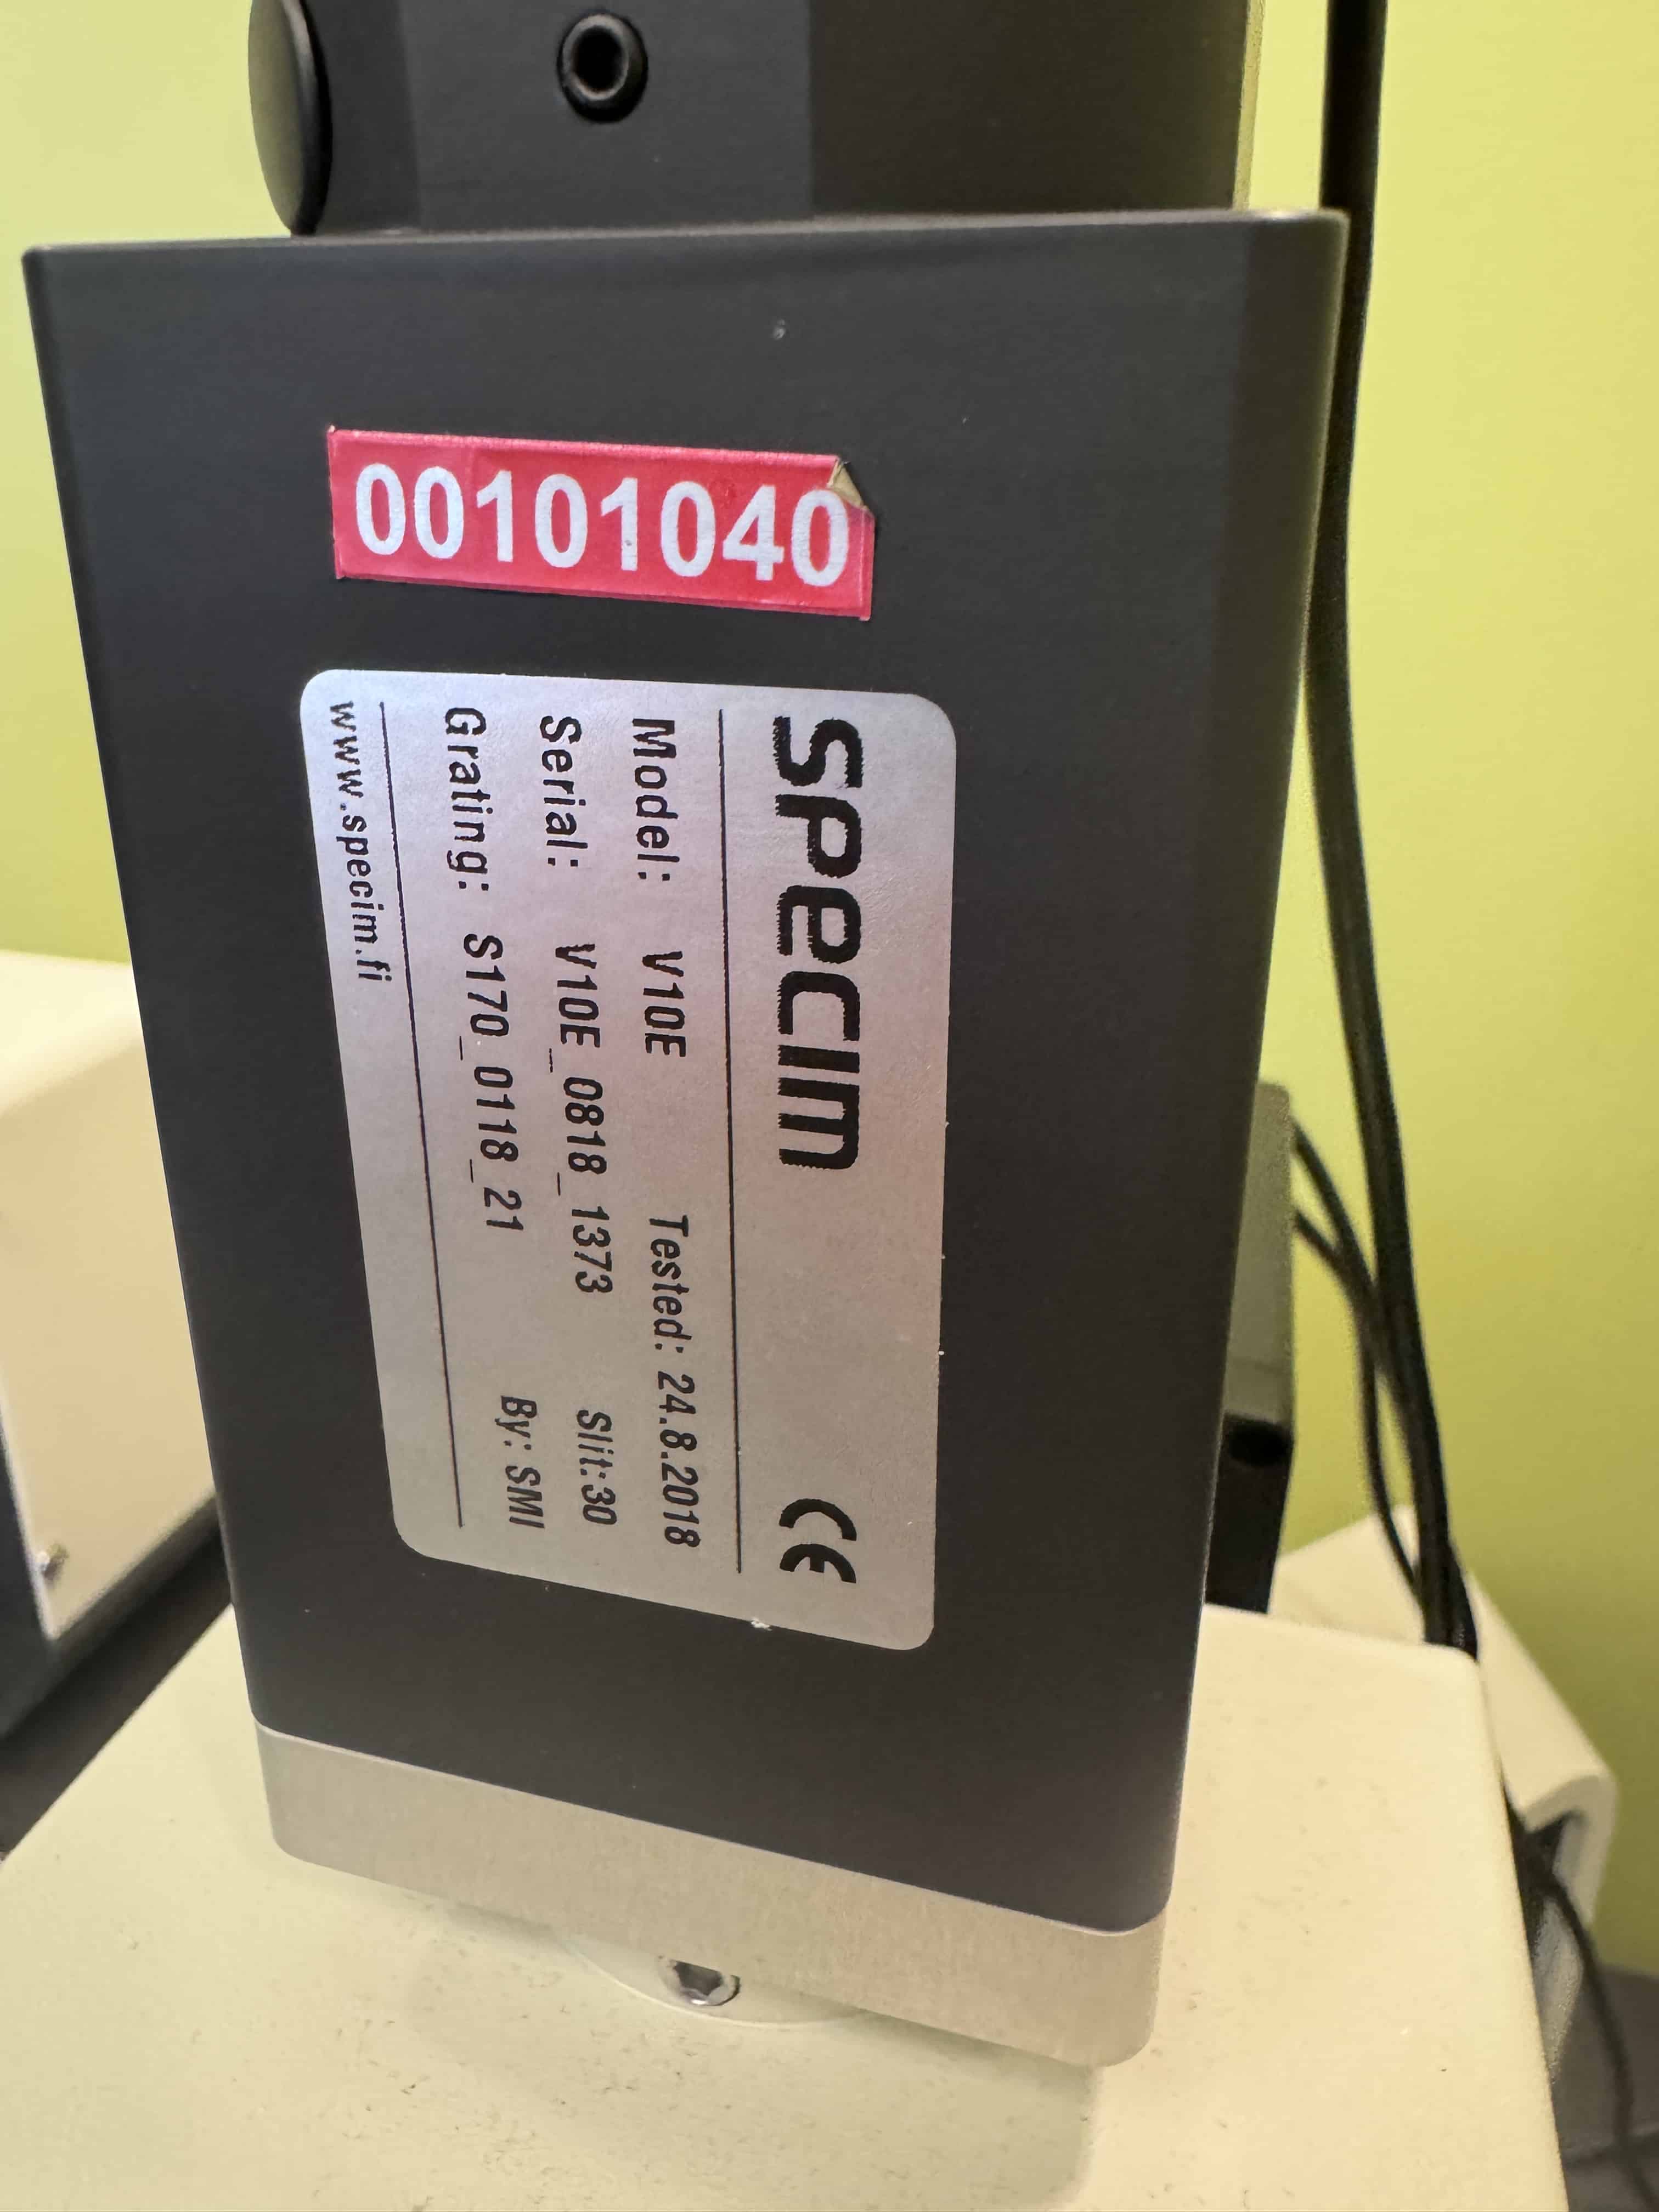 00101040
SPECIM CE
Model: V10E Tested: 24.8.2018
Serial: V10E_0818_1373 Slit:30
Grating: S170_0118_21 By: SMI
www.specim.fi